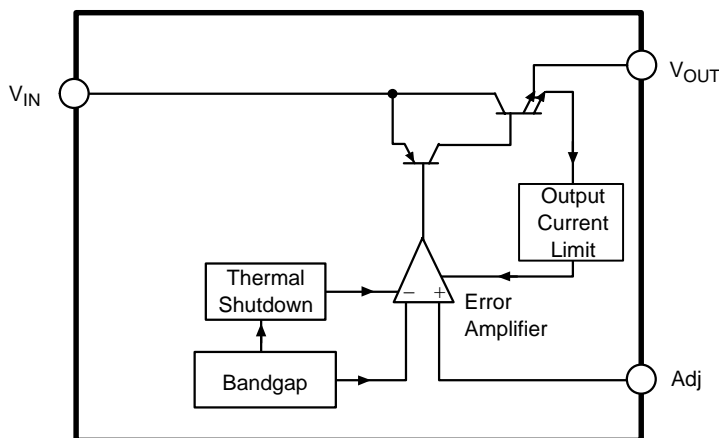 V_IN
V_OUT
Output
Current
Limit
Thermal
Shutdown
− +
Error
Amplifier
Bandgap
Adj